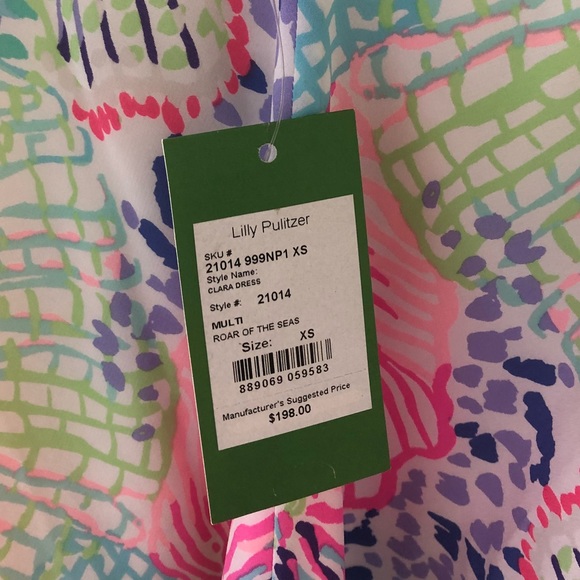 Lilly Pulitzer
SKU #
21014 999NP1 XS
Style Name:
CLARA DRESS
Style #: 21014
MULTI
ROAR OF THE SEAS
Size: XS
889069 059583
Manufacturer's Suggested Price
$198.00